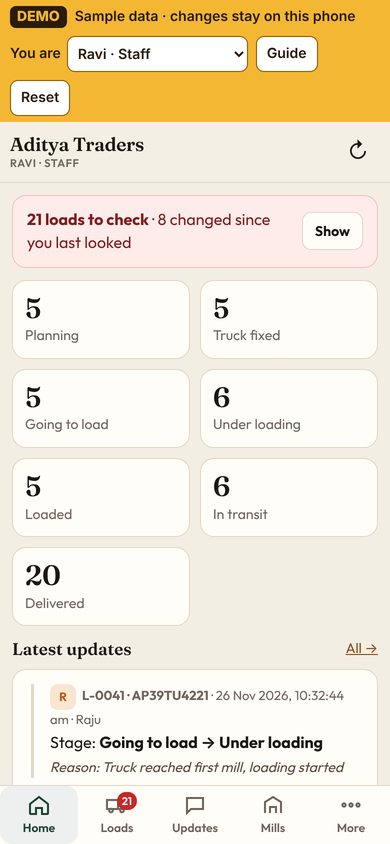 DEMO Sample data · changes stay on this phone
You are Ravi · Staff Guide
Reset
Aditya Traders
RAVI · STAFF
21 loads to check · 8 changed since
you last looked
Show
5 5
Planning Truck fixed
5 6
Going to load Under loading
5 6
Loaded In transit
20
Delivered
Latest updates All →
R L-0041 · AP39TU4221 · 26 Nov 2026, 10:32:44
am · Raju
Stage: Going to load → Under loading
Reason: Truck reached first mill, loading started
21
Home Loads Updates Mills More